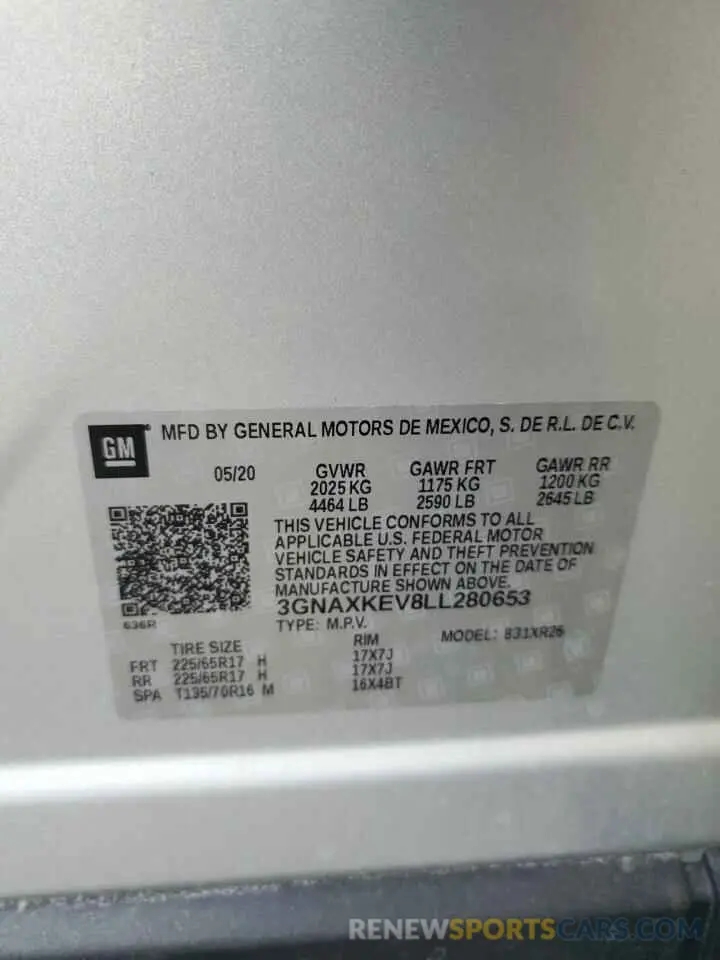 GM MFD BY GENERAL MOTORS DE MEXICO, S. DE R.L. DE C.V.
05/20 GVWR GAWR FRT GAWR RR
2025 KG 1175 KG 1200 KG
4464 LB 2590 LB 2645 LB
THIS VEHICLE CONFORMS TO ALL
APPLICABLE U.S. FEDERAL MOTOR
VEHICLE SAFETY AND THEFT PREVENTION
STANDARDS IN EFFECT ON THE DATE OF
MANUFACTURE SHOWN ABOVE.
3GNAXKEV8LL280653
636R
TYPE: M.P.V. MODEL: 831XR26
TIRE SIZE RIM
FRT 225/65R17 H 17X7J
RR 225/65R17 H 17X7J
SPA T135/70R16 M 16X4BT
RENEWSPORTSCARS.COM